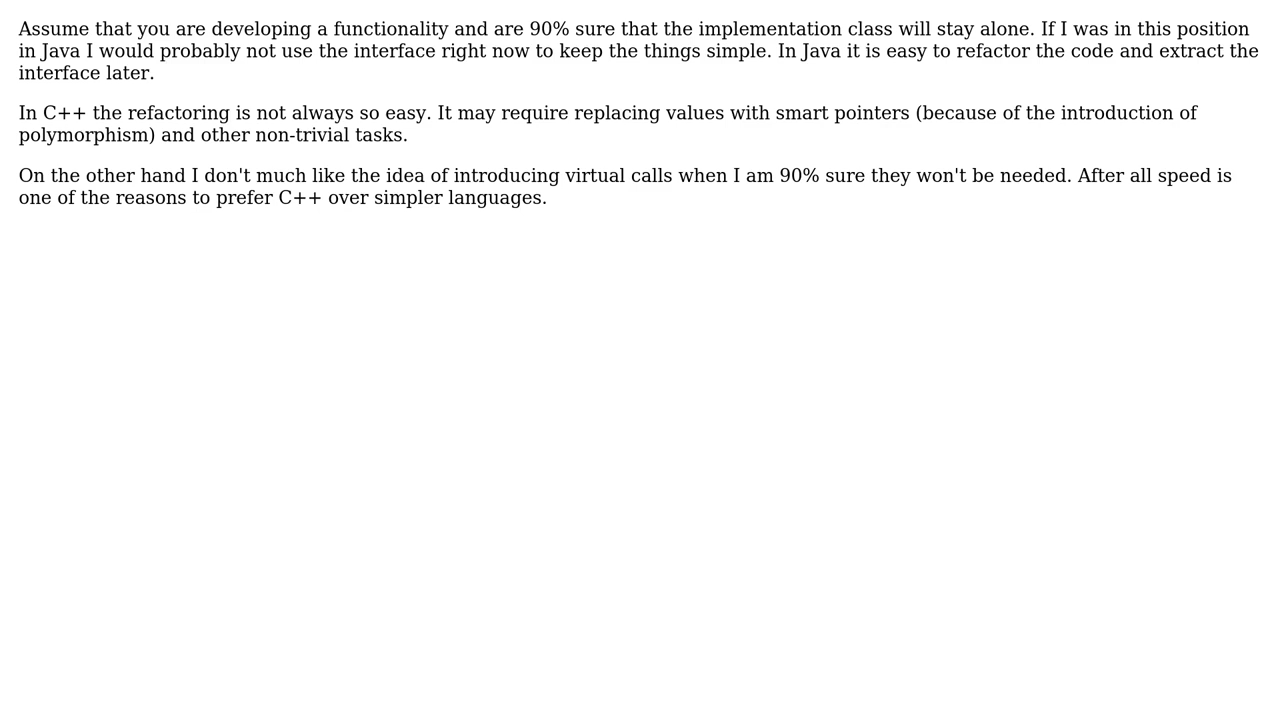 Assume that you are developing a functionality and are 90% sure that the implementation class will stay alone. If I was in this position
in Java I would probably not use the interface right now to keep the things simple. In Java it is easy to refactor the code and extract the
interface later.
In C++ the refactoring is not always so easy. It may require replacing values with smart pointers (because of the introduction of
polymorphism) and other non-trivial tasks.
On the other hand I don't much like the idea of introducing virtual calls when I am 90% sure they won't be needed. After all speed is
one of the reasons to prefer C++ over simpler languages.